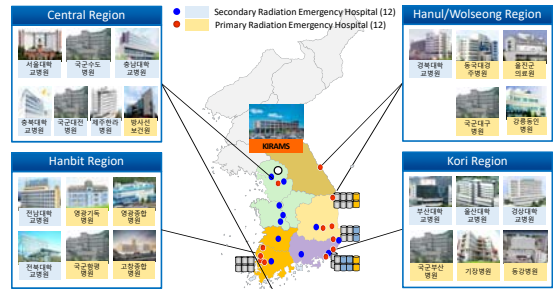 Central Region
서울대학
교병원
국군수도
병원
충남대학
교병원
충북대학
교병원
국군대전
병원
제주한라
병원
방사선
보건원
Secondary Radiation Emergency Hospital (12)
Primary Radiation Emergency Hospital (12)
KIRAMS
Hanul/Wolseong Region
경북대학
교병원
동국대경
주병원
울진군
의료원
국군대구
병원
강릉동인
병원
Hanbit Region
전남대학
교병원
영광기독
병원
영광종합
병원
전북대학
교병원
국군함평
병원
고창종합
병원
Kori Region
부산대학
교병원
울산대학
교병원
경상대학
교병원
국군부산
병원
기장병원
동강병원